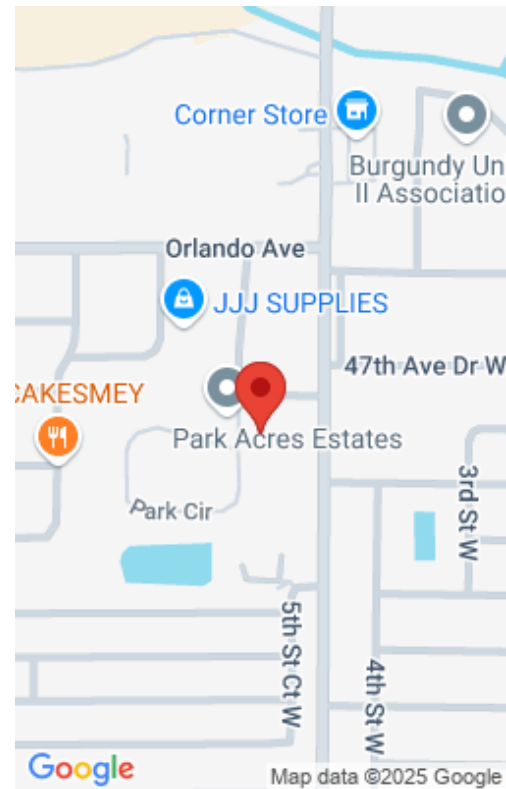 Corner Store
Burgundy Un
II Associatio
Orlando Ave
JJJ SUPPLIES
47th Ave Dr W
CAKESMEY
Park Acres Estates
Park Cir
3rd St W
5th St Ct W
4th St W
Google
Map data ©2025 Google